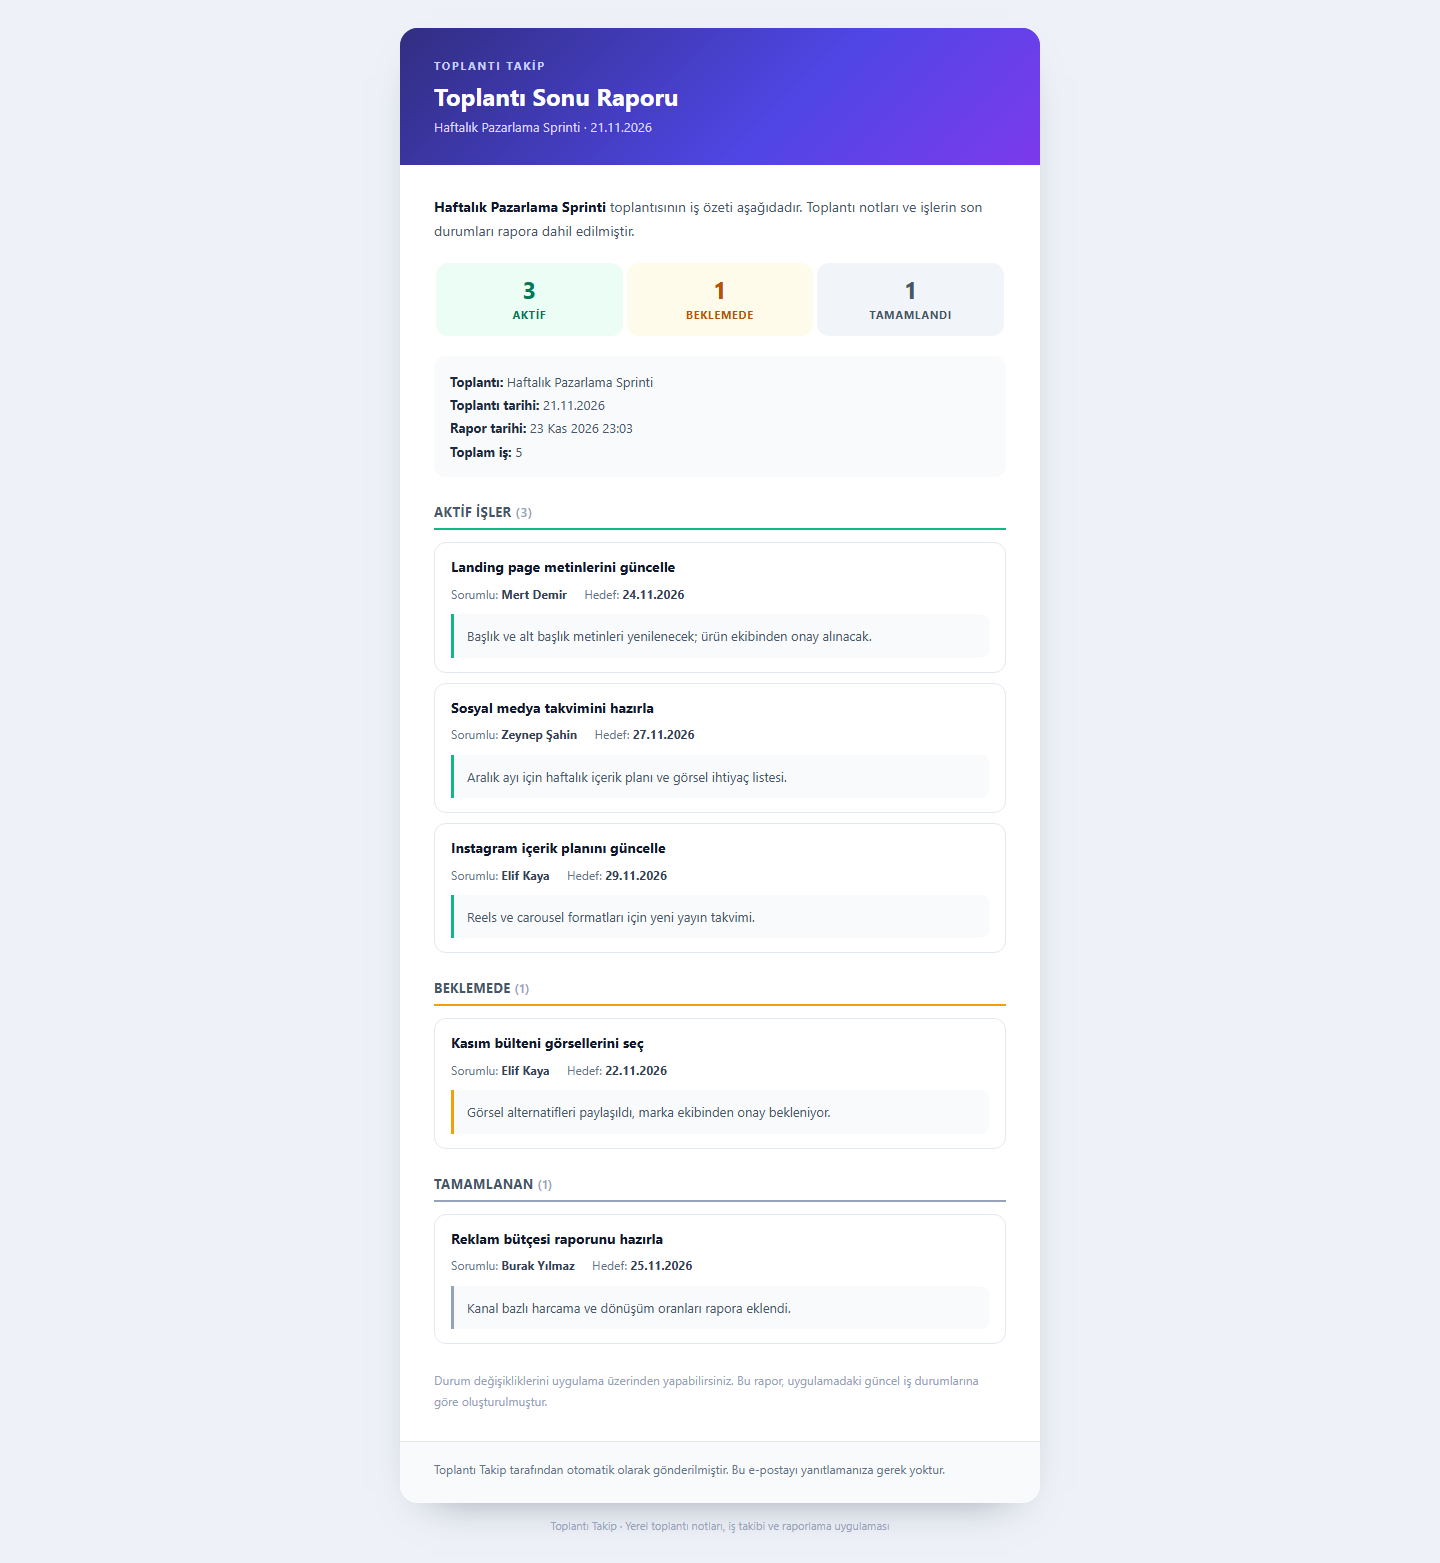 TOPLANTI TAKİP
Toplantı Sonu Raporu
Haftalık Pazarlama Sprinti · 21.11.2026
Haftalık Pazarlama Sprinti toplantısının iş özeti aşağıdadır. Toplantı notları ve işlerin son
durumları rapora dahil edilmiştir.
3
AKTİF
1
BEKLEMEDE
1
TAMAMLANDI
Toplantı: Haftalık Pazarlama Sprinti
Toplantı tarihi: 21.11.2026
Rapor tarihi: 23 Kas 2026 23:03
Toplam iş: 5
AKTİF İŞLER (3)
Landing page metinlerini güncelle
Sorumlu: Mert Demir Hedef: 24.11.2026
Başlık ve alt başlık metinleri yenilenecek; ürün ekibinden onay alınacak.
Sosyal medya takvimini hazırla
Sorumlu: Zeynep Şahin Hedef: 27.11.2026
Aralık ayı için haftalık içerik planı ve görsel ihtiyaç listesi.
Instagram içerik planını güncelle
Sorumlu: Elif Kaya Hedef: 29.11.2026
Reels ve carousel formatları için yeni yayın takvimi.
BEKLEMEDE (1)
Kasım bülteni görsellerini seç
Sorumlu: Elif Kaya Hedef: 22.11.2026
Görsel alternatifleri paylaşıldı, marka ekibinden onay bekleniyor.
TAMAMLANAN (1)
Reklam bütçesi raporunu hazırla
Sorumlu: Burak Yılmaz Hedef: 25.11.2026
Kanal bazlı harcama ve dönüşüm oranları rapora eklendi.
Durum değişikliklerini uygulama üzerinden yapabilirsiniz. Bu rapor, uygulamadaki güncel iş durumlarına
göre oluşturulmuştur.
Toplantı Takip tarafından otomatik olarak gönderilmiştir. Bu e-postayı yanıtlamanıza gerek yoktur.
Toplantı Takip · Yerel toplantı notları, iş takibi ve raporlama uygulaması